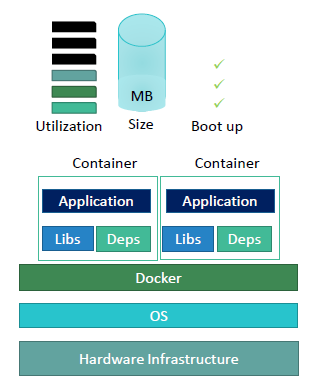 MB
Utilization
Size
Boot up
Container
Container
Application
Application
Libs
Deps
Libs
Deps
Docker
OS
Hardware Infrastructure